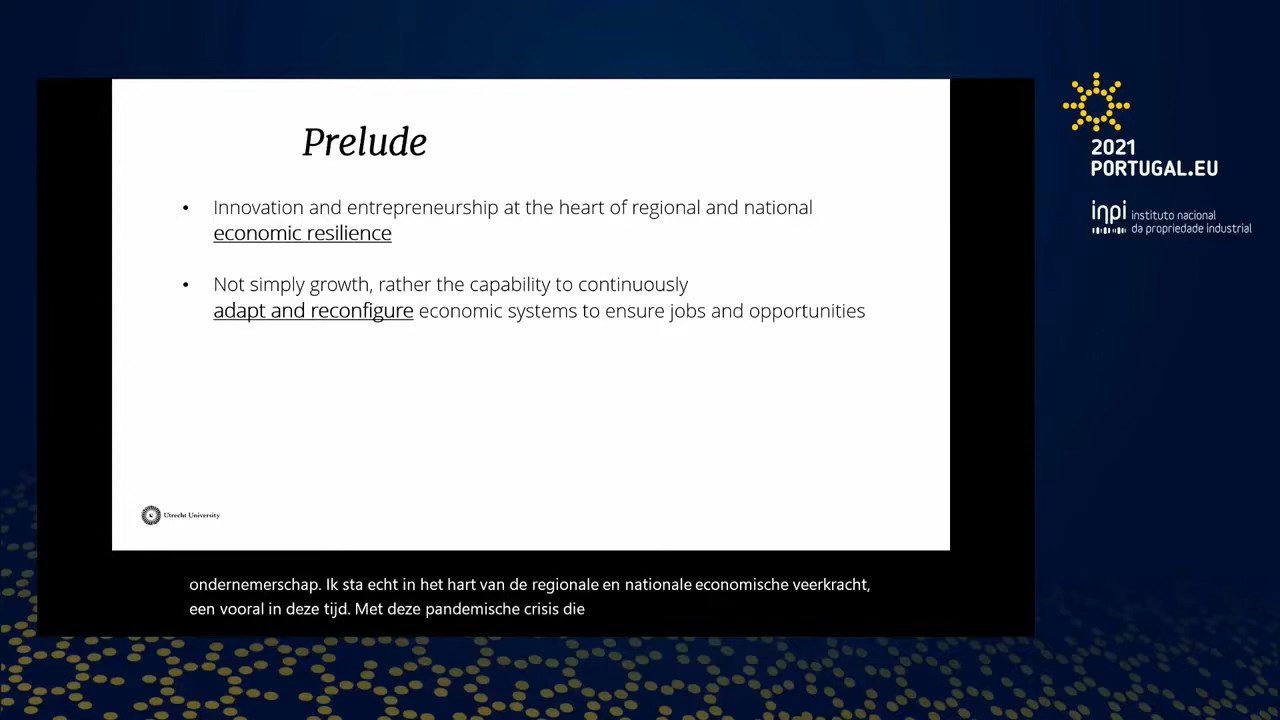 Prelude
• Innovation and entrepreneurship at the heart of regional and national
economic resilience
• Not simply growth, rather the capability to continuously
adapt and reconfigure economic systems to ensure jobs and opportunities
Utrecht University
ondernemerschap. Ik sta echt in het hart van de regionale en nationale economische veerkracht,
een vooral in deze tijd. Met deze pandemische crisis die
2021
PORTUGAL.EU
inpi instituto nacional
da propriedade industrial